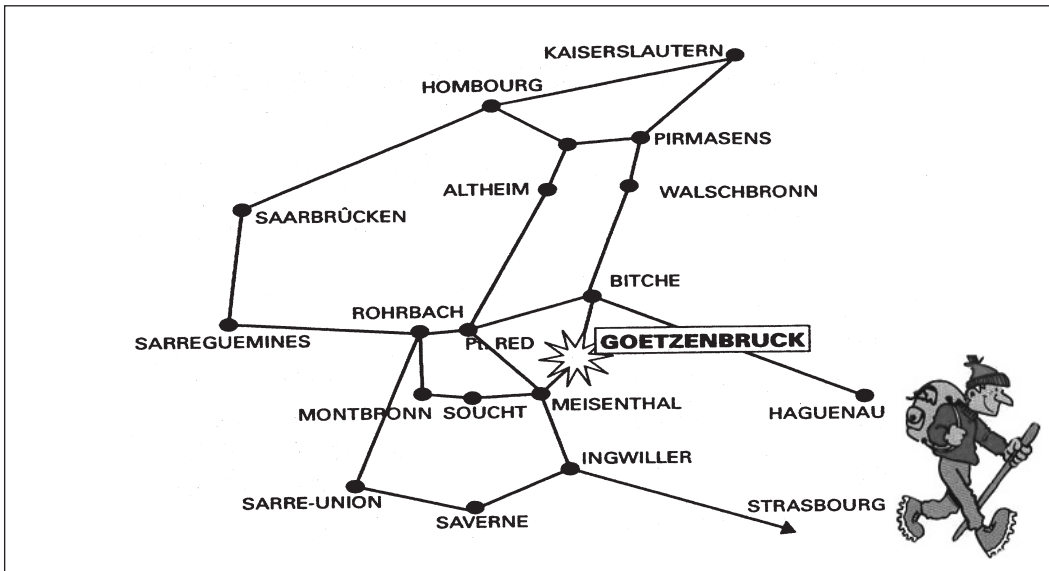 KAISERSLAUTERN
HOMBOURG
PIRMASENS
ALTHEIM
WALSCHBRONN
SAARBRÛCKEN
BITCHE
ROHRBACH
SARREGUEMINES
RED
GOETZENBRUCK
MONTBRONN
SOUCHT
MEISENTHAL
HAGUENAU
INGWILLER
SARRE-UNION
SAVERNE
STRASBOURG